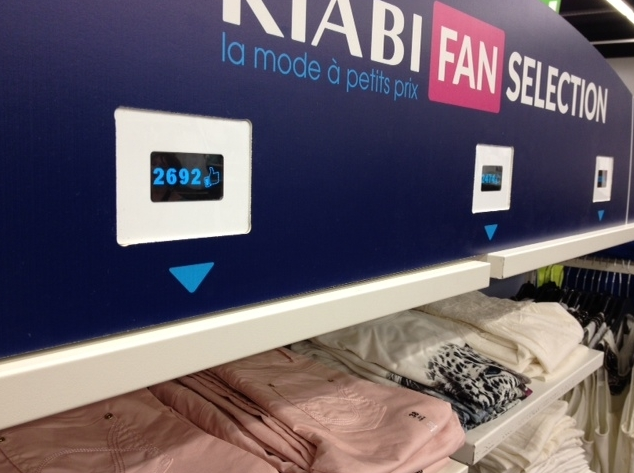 KIABI FAN SELECTION
la mode à petits prix
2692